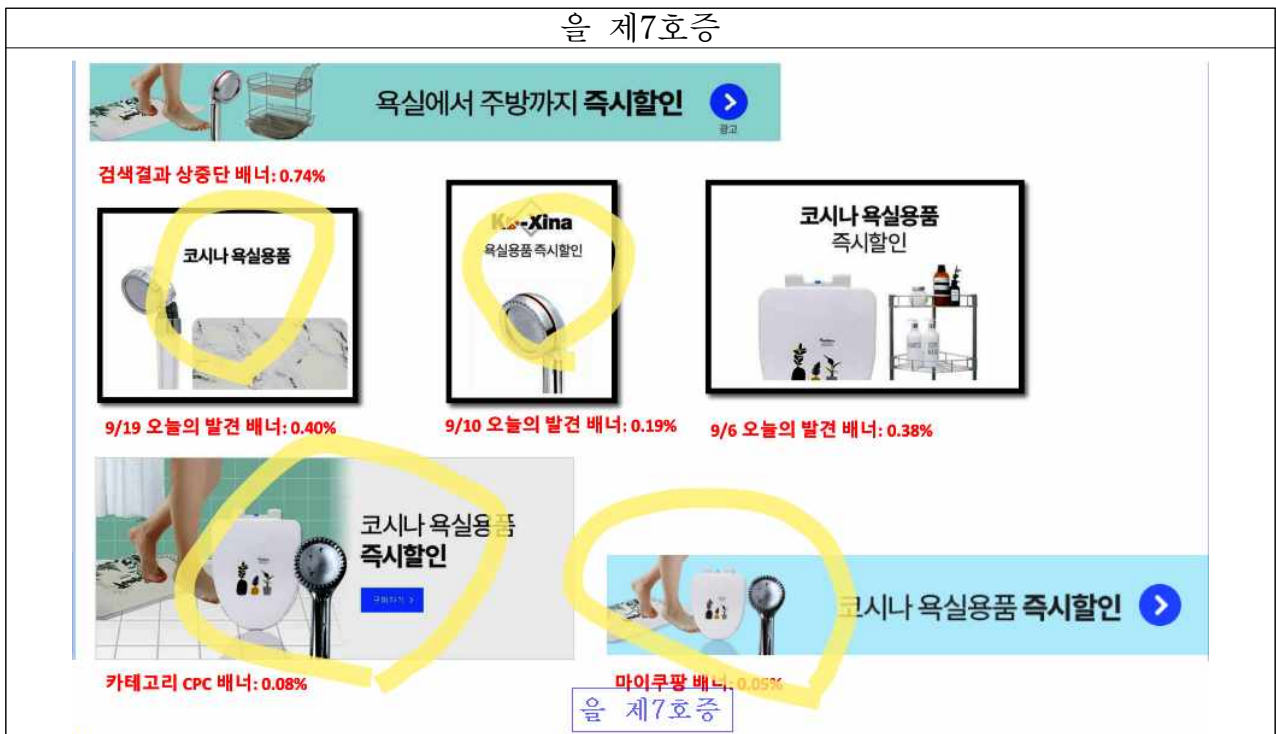 을 제7호증
욕실에서 주방까지 즉시할인
광고
검색결과 상중단 배너: 0.74%
코시나 욕실용품
Ko-Xina
욕실용품 즉시할인
코시나 욕실용품
즉시할인
9/19 오늘의 발견 배너: 0.40%
9/10 오늘의 발견 배너: 0.19%
9/6 오늘의 발견 배너: 0.38%
코시나 욕실용품
즉시할인
구매하기 >
코시나 욕실용품 즉시할인
카테고리 CPC 배너: 0.08%
마이쿠팡 배너: 0.05%
을 제7호증